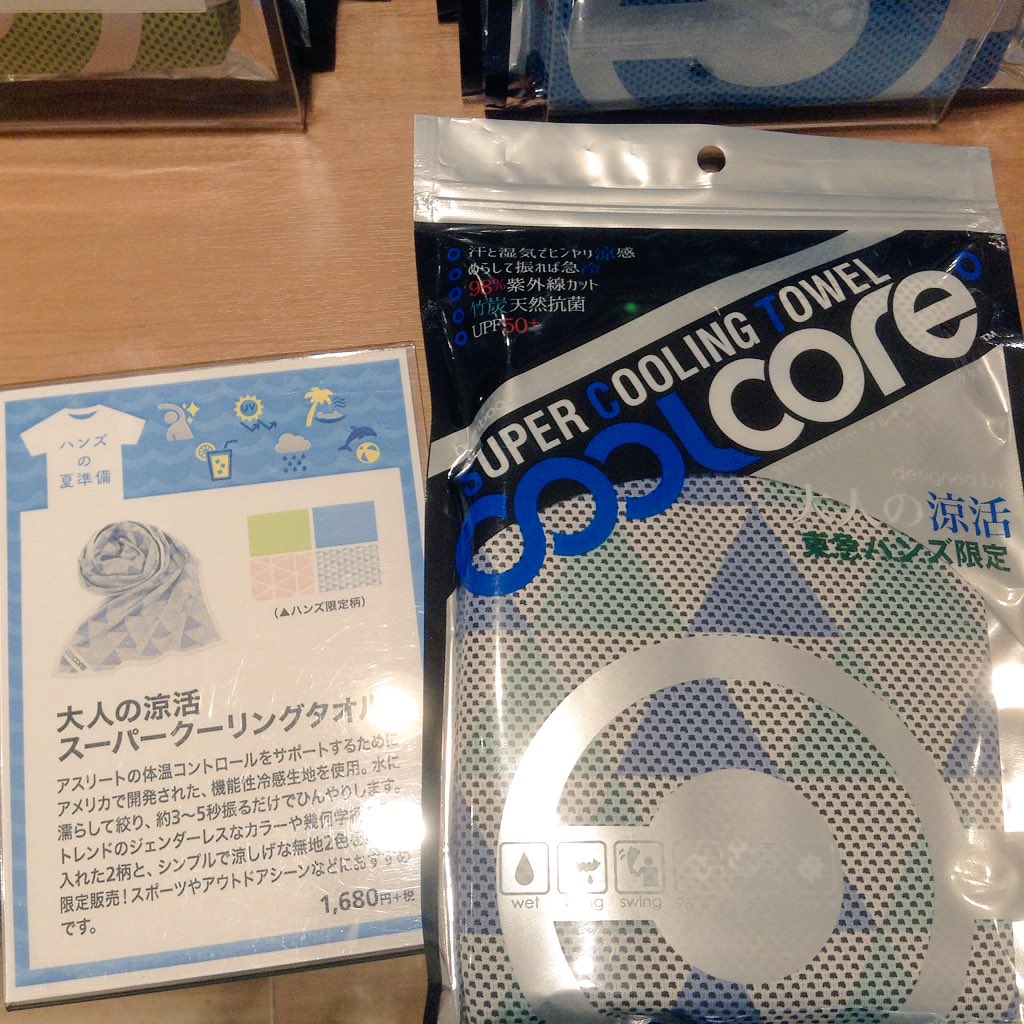 ハンズ
の
夏準備
UV
(▲ハンズ限定柄)
coolcore
大人の涼活
スーパークーリングタオル
アスリートの体温コントロールをサポートするために
アメリカで開発された、機能性冷感生地を使用。水に
濡らして絞り、約3〜5秒振るだけでひんやりします。
トレンドのジェンダーレスなカラーや幾何学
入れた2柄と、シンプルで涼しげな無地2色を
限定販売!スポーツやアウトドアシーンなどにおすすめ
です。
1,680円+税
汗と湿気でヒンヤリ涼感
ぬらして振れば急冷
98%紫外線カット
竹炭天然抗菌
UPF50+
SUPER COOLING TOWEL
coolcore™
designed by
大人の涼活
東急ハンズ限定
wet
swing